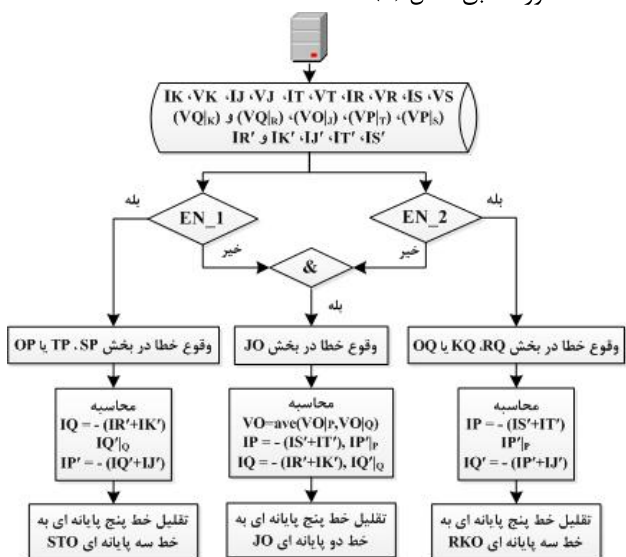 IK ،VK ،IJ ،VJ ،IT ،VT ،IR ،VR ،IS ،VS
(VQ|K) و (VQ|R) ،(VO|J) ،(VP|T) ،(VP|S)
IR′ و IK′ ،IJ′ ،IT′ ،IS′
بله
EN_1
EN_2
بله
خیر
&
خیر
بله
وقوع خطا در بخش TP ، SP یا OP
وقوع خطا در بخش JO
وقوع خطا در بخش KQ ،RQ یا OQ
محاسبه
IQ = - (IR′+IK′)
IQ′|Q
IP′ = - (IQ′+IJ′)
محاسبه
VO=ave(VO|P,VO|Q)
IP = - (IS′+IT′), IP′|P
IQ = - (IR′+IK′), IQ′|Q
محاسبه
IP = - (IS′+IT′)
IP′|P
IQ′ = - (IP′+IJ′)
تقلیل خط پنج پایانه ای به
خط سه پایانه ای STO
تقلیل خط پنج پایانه ای به
خط دو پایانه ای JO
تقلیل خط پنج پایانه ای به
خط سه پایانه ای RKO